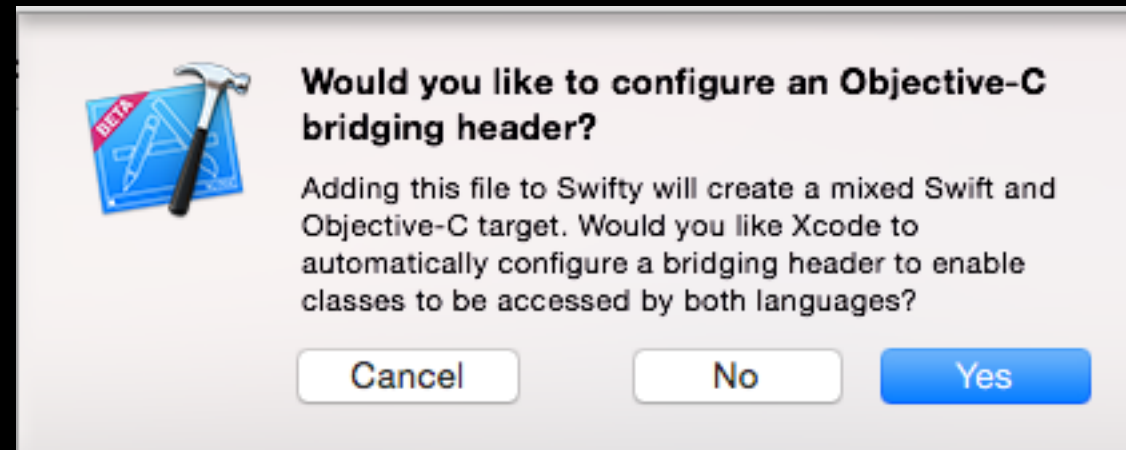 BETA
Would you like to configure an Objective-C
bridging header?
Adding this file to Swifty will create a mixed Swift and
Objective-C target. Would you like Xcode to
automatically configure a bridging header to enable
classes to be accessed by both languages?
Cancel
No
Yes